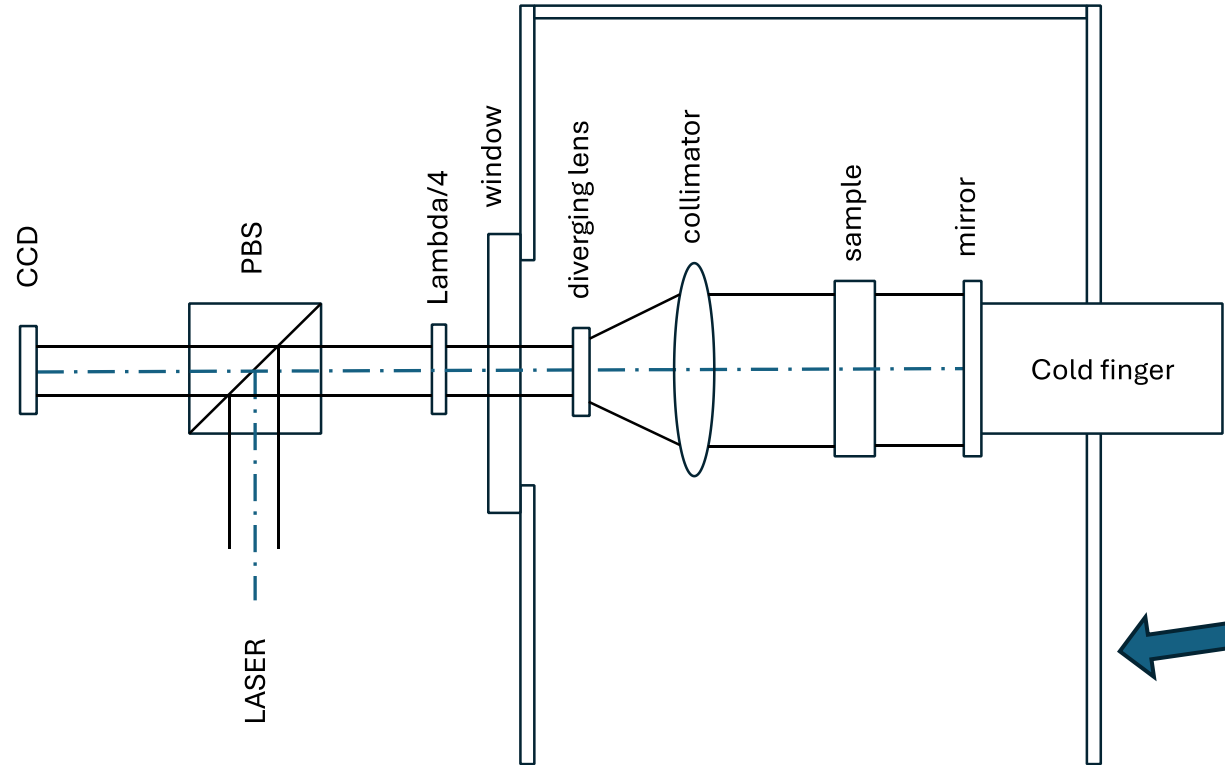 CCD
PBS
Lambda/4
window
diverging lens
collimator
sample
mirror
Cold finger
LASER